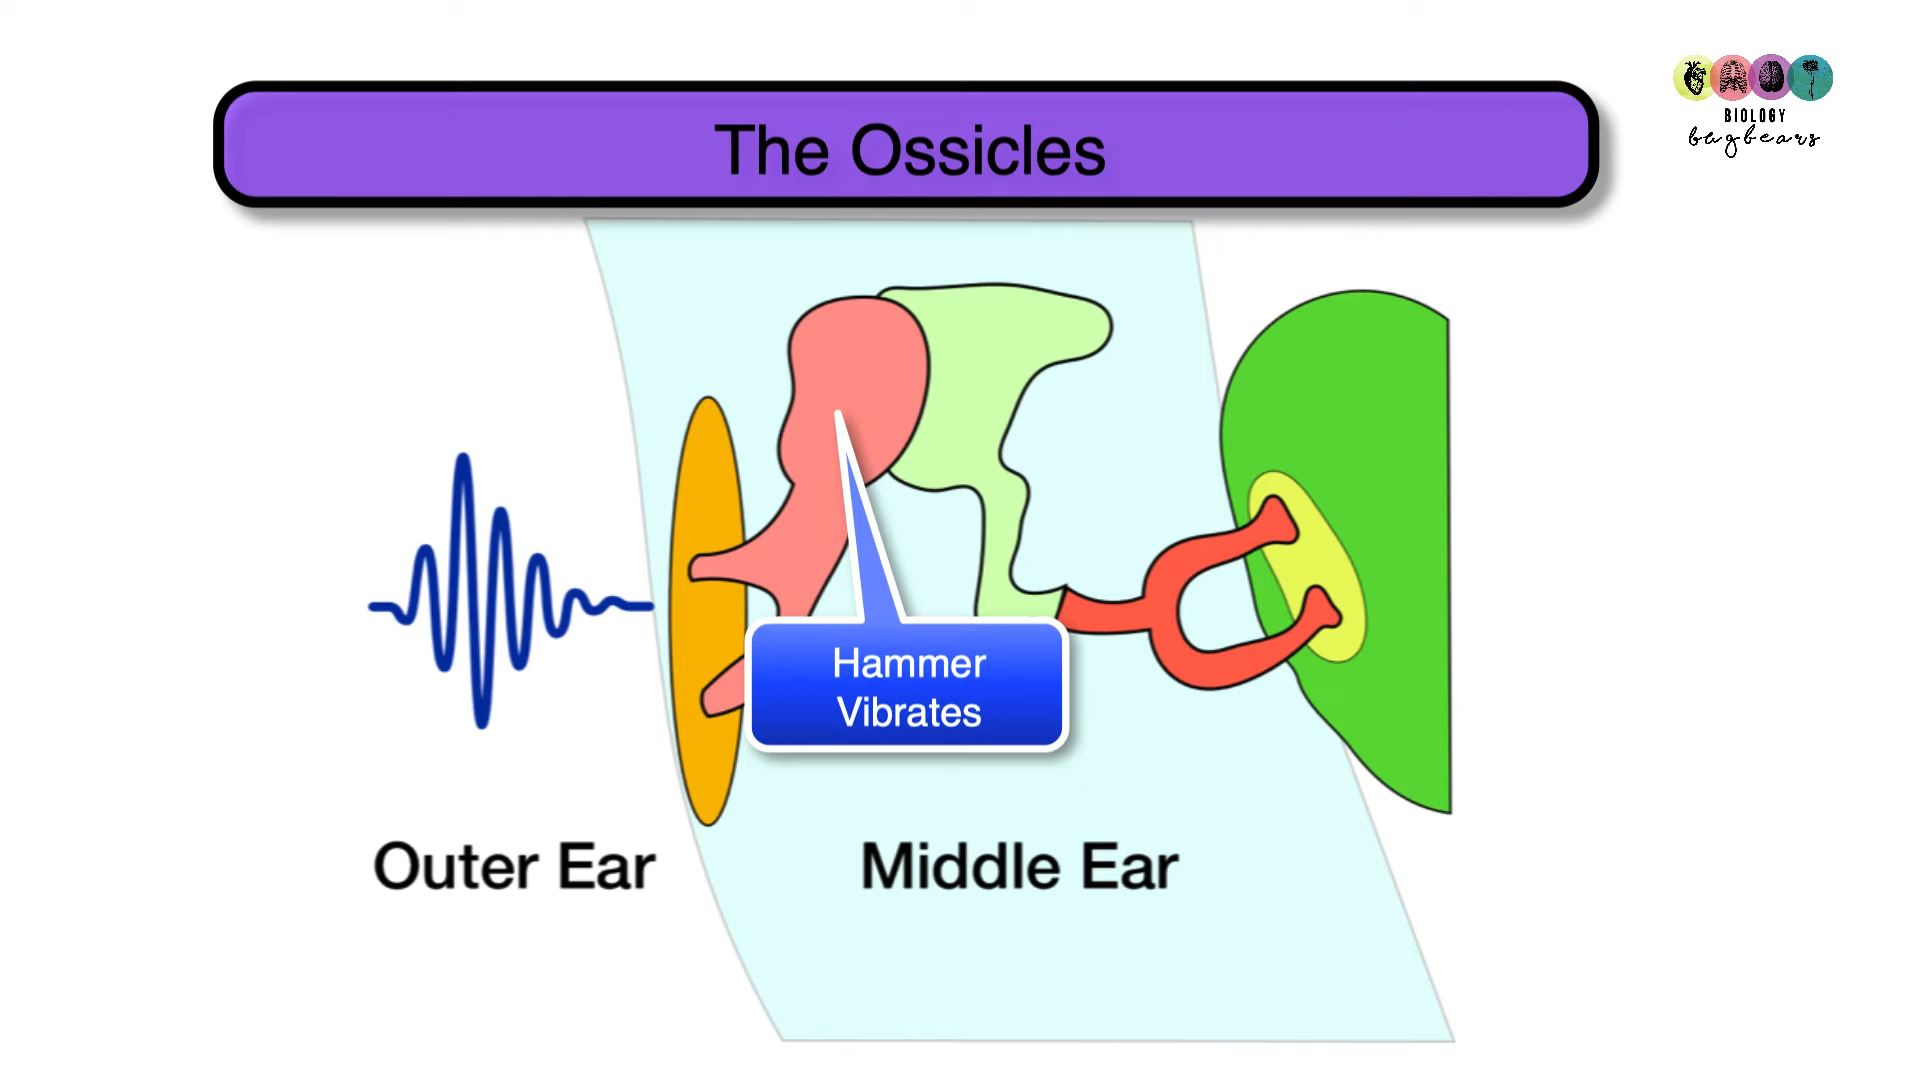 The Ossicles
BIOLOGY
bugbears
Hammer
Vibrates
Outer Ear
Middle Ear